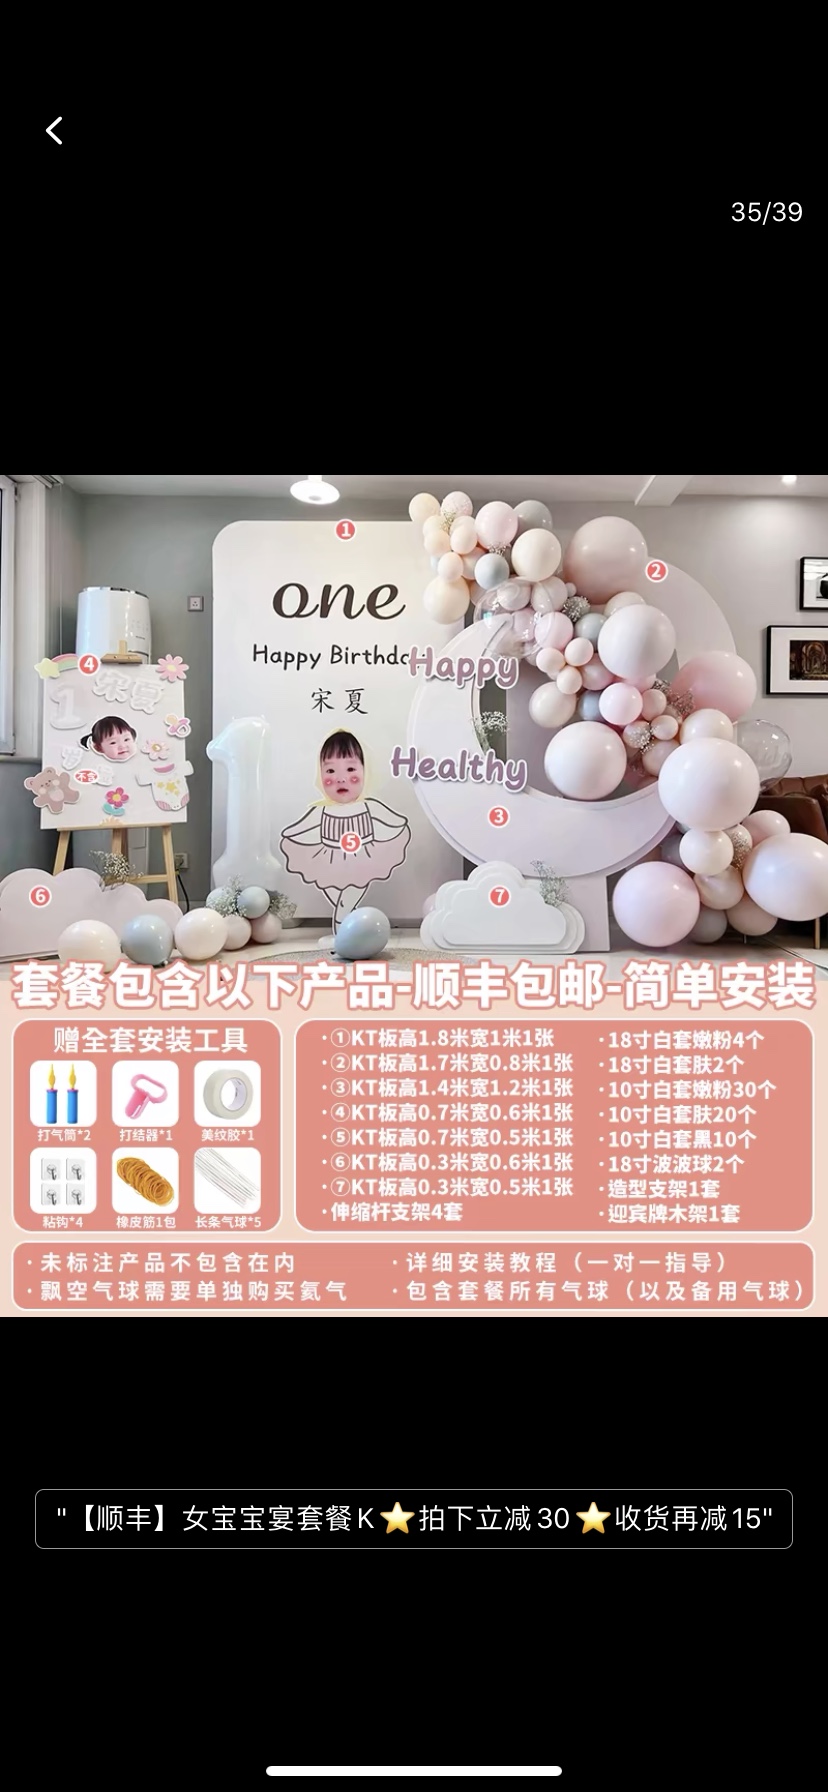 35/39
①
one
②
Happy Birthda
Happy
④
宋夏
宋夏
1
岁
Healthy
不含
③
⑤
⑥
⑦
套餐包含以下产品-顺丰包邮-简单安装
赠全套安装工具
打气筒*2
打结器*1
美纹胶*1
粘钩*4
橡皮筋1包
长条气球*5
·①KT板高1.8米宽1米1张
·②KT板高1.7米宽0.8米1张
·③KT板高1.4米宽1.2米1张
·④KT板高0.7米宽0.6米1张
·⑤KT板高0.7米宽0.5米1张
·⑥KT板高0.3米宽0.6米1张
·⑦KT板高0.3米宽0.5米1张
·伸缩杆支架4套
·18寸白套嫩粉4个
·18寸白套肤2个
·10寸白套嫩粉30个
·10寸白套肤20个
·10寸白套黑10个
·18寸波波球2个
·造型支架1套
·迎宾牌木架1套
·未标注产品不包含在内
·飘空气球需要单独购买氦气
·详细安装教程（一对一指导）
·包含套餐所有气球（以及备用气球）
"【顺丰】女宝宝宴套餐K⭐拍下立减30⭐收货再减15"